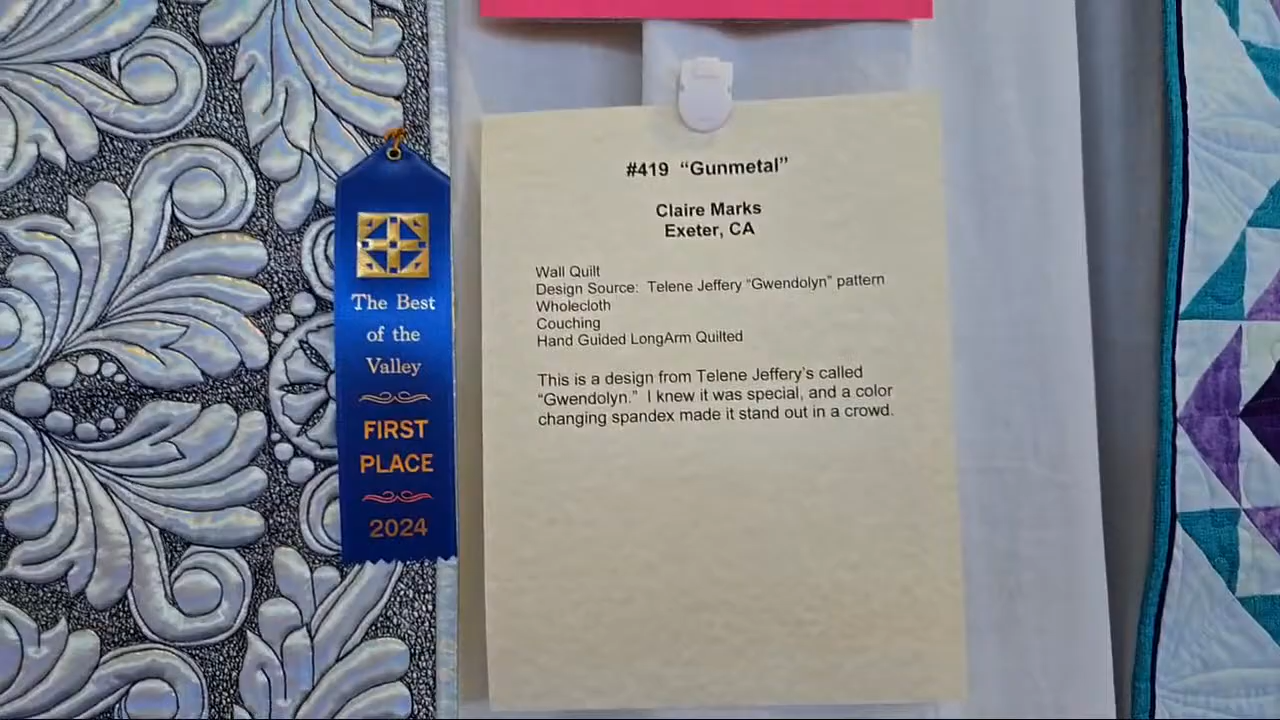 The Best
of the
Valley
FIRST
PLACE
2024
#419 “Gunmetal”
Claire Marks
Exeter, CA
Wall Quilt
Design Source: Telene Jeffery “Gwendolyn” pattern
Wholecloth
Couching
Hand Guided LongArm Quilted
This is a design from Telene Jeffery’s called
“Gwendolyn.” I knew it was special, and a color
changing spandex made it stand out in a crowd.